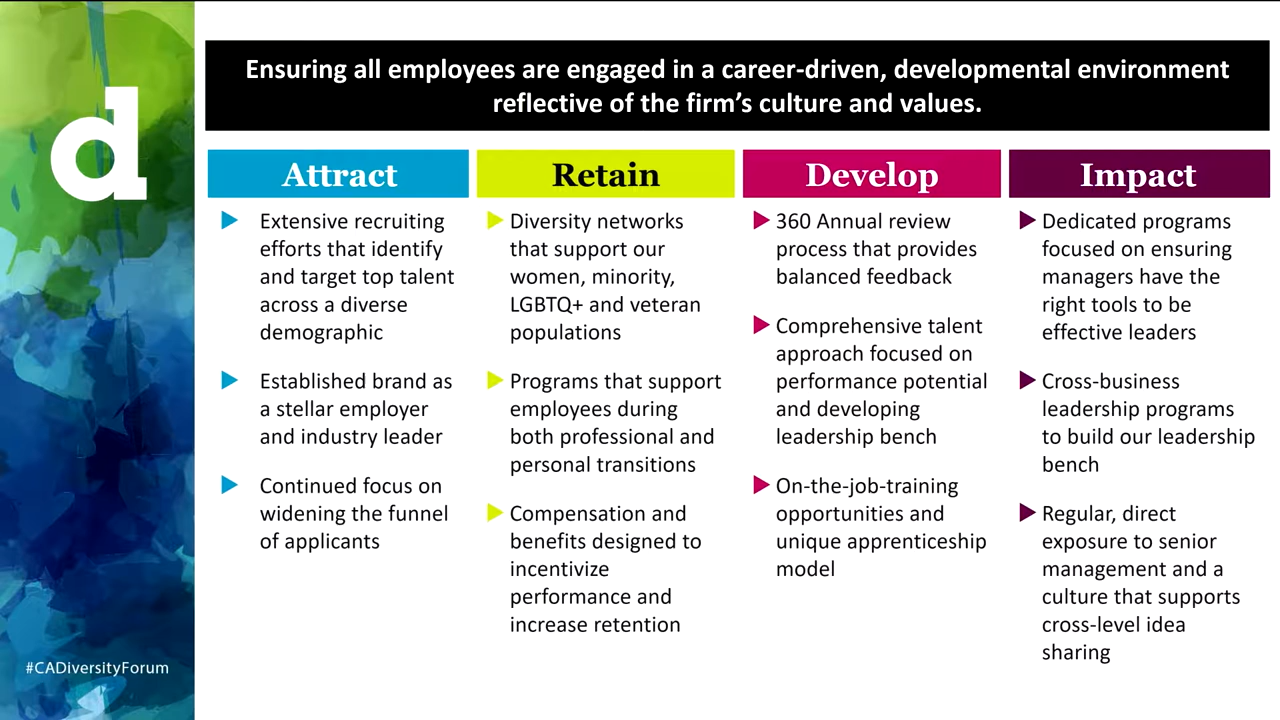 d
Ensuring all employees are engaged in a career-driven, developmental environment
reflective of the firm's culture and values.
Attract
Extensive recruiting
efforts that identify
and target top talent
across a diverse
demographic
Established brand as
a stellar employer
and industry leader
Continued focus on
widening the funnel
of applicants
Retain
Diversity networks
that support our
women, minority,
LGBTQ+ and veteran
populations
Programs that support
employees during
both professional and
personal transitions
Compensation and
benefits designed to
incentivize
performance and
increase retention
Develop
360 Annual review
process that provides
balanced feedback
Comprehensive talent
approach focused on
performance potential
and developing
leadership bench
On-the-job-training
opportunities and
unique apprenticeship
model
Impact
Dedicated programs
focused on ensuring
managers have the
right tools to be
effective leaders
Cross-business
leadership programs
to build our leadership
bench
Regular, direct
exposure to senior
management and a
culture that supports
cross-level idea
sharing
#CADiversityForum